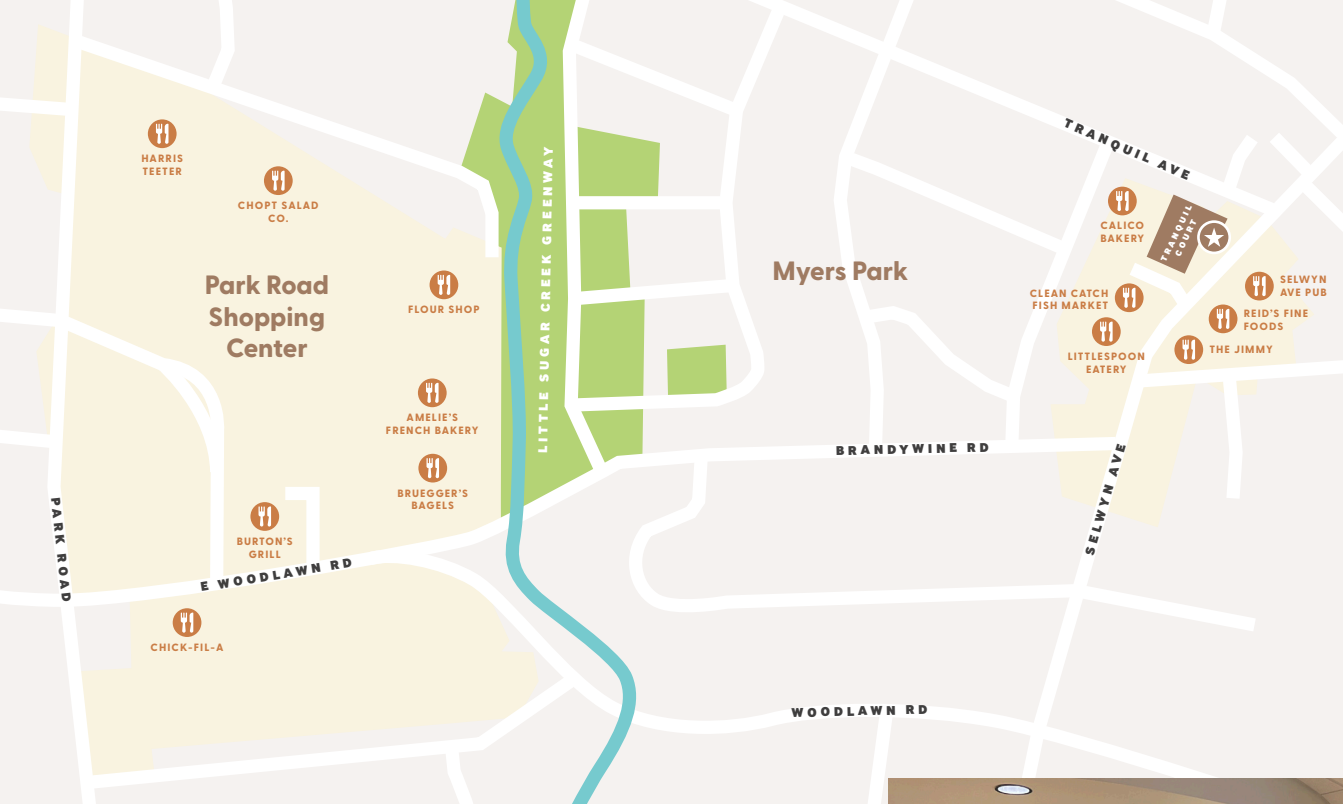 HARRIS
TEETER
CHOPT SALAD
CO.
Park Road
Shopping
Center
FLOUR SHOP
AMELIE'S
FRENCH BAKERY
BRUEGGER'S
BAGELS
BURTON'S
GRILL
CHICK-FIL-A
PARK ROAD
E WOODLAWN RD
LITTLE SUGAR CREEK GREENWAY
Myers Park
TRANQUIL AVE
CALICO
BAKERY
TRANQUIL
COURT
CLEAN CATCH
FISH MARKET
LITTLESPOON
EATERY
SELWYN
AVE PUB
REID'S FINE
FOODS
THE JIMMY
BRANDYWINE RD
SELWYN AVE
WOODLAWN RD